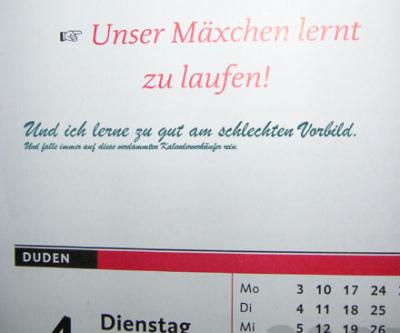 ☞ Unser Mäxchen lernt
zu laufen!
Und ich lerne zu gut am schlechten Vorbild.
Und falle immer auf diese verdammten Kalenderverkäufer rein.
DUDEN
Mo 3 10 17 24
Di 4 11 18 25
4 Dienstag
Mi 5 12 19 26